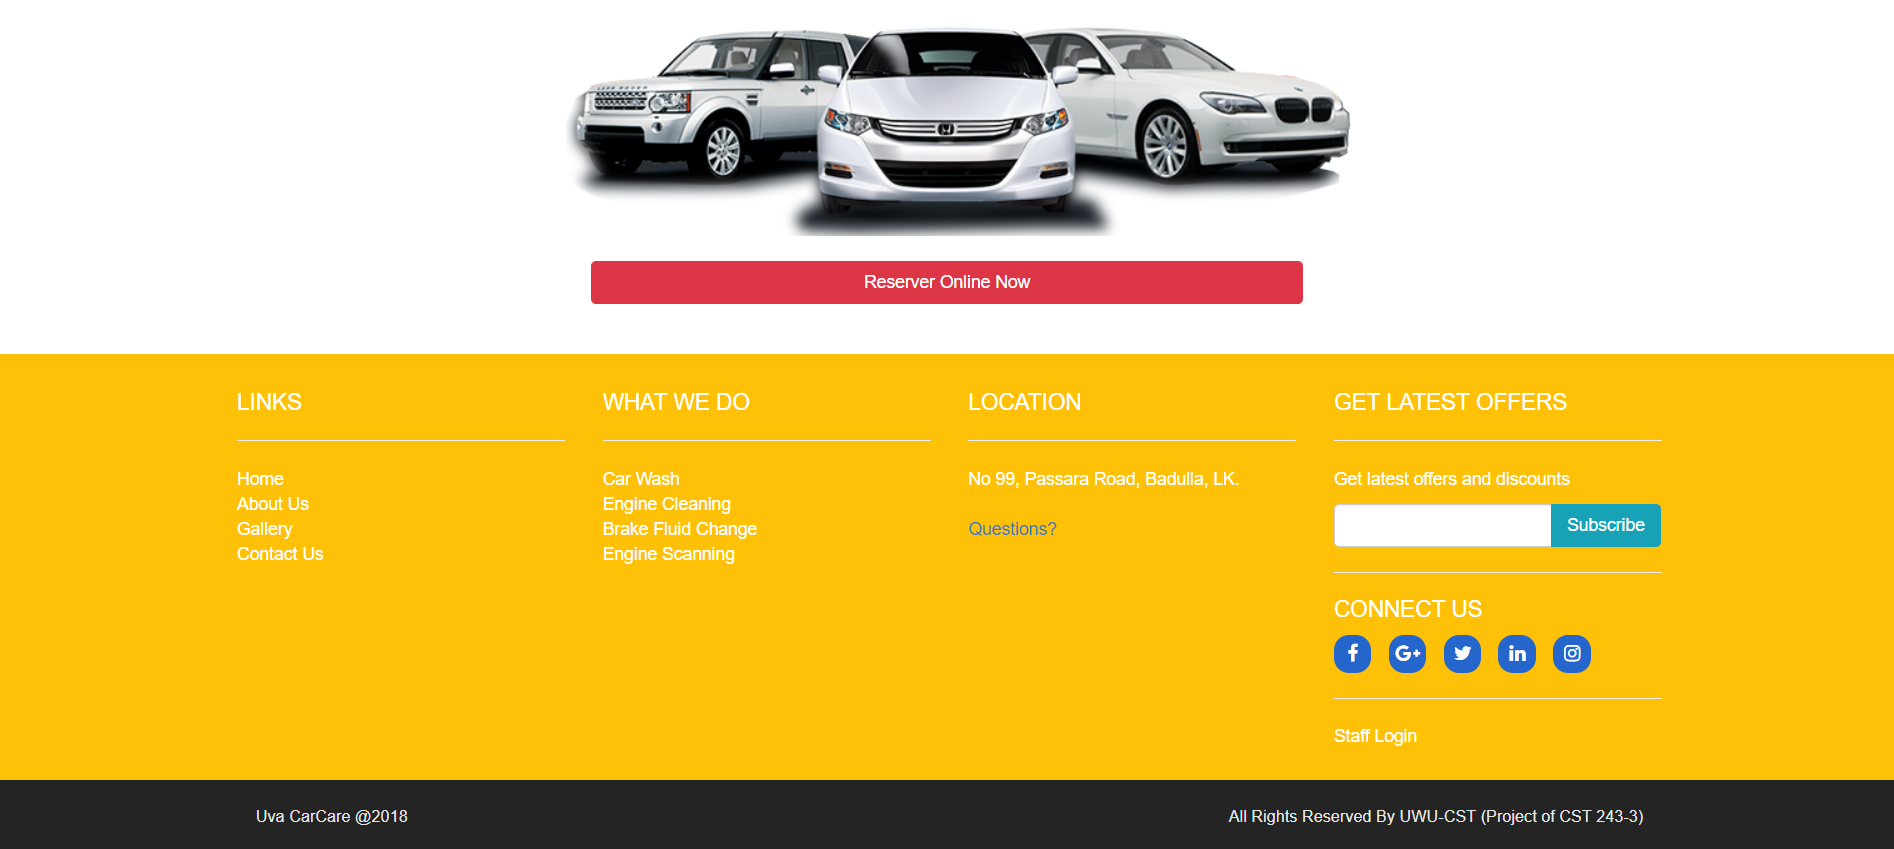 Reserver Online Now
LINKS
Home
About Us
Gallery
Contact Us
WHAT WE DO
Car Wash
Engine Cleaning
Brake Fluid Change
Engine Scanning
LOCATION
No 99, Passara Road, Badulla, LK.
Questions?
GET LATEST OFFERS
Get latest offers and discounts
Subscribe
CONNECT US
Staff Login
Uva CarCare @2018
All Rights Reserved By UWU-CST (Project of CST 243-3)